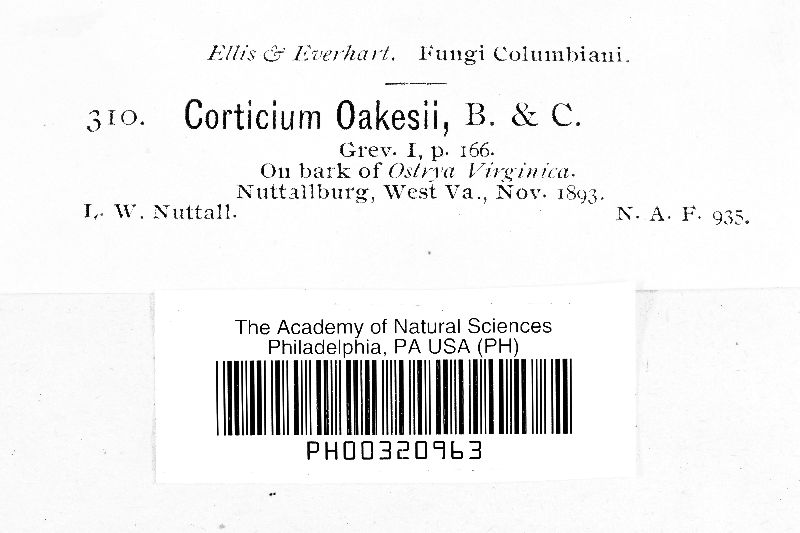 Ellis & Everhart. Fungi Columbiani.
310. Corticium Oakesii, B. & C.
Grev. I, p. 166.
On bark of Ostrya Virginica.
Nuttallburg, West Va., Nov. 1893.
L. W. Nuttall. N. A. F. 935.
The Academy of Natural Sciences
Philadelphia, PA USA (PH)
PH00320963